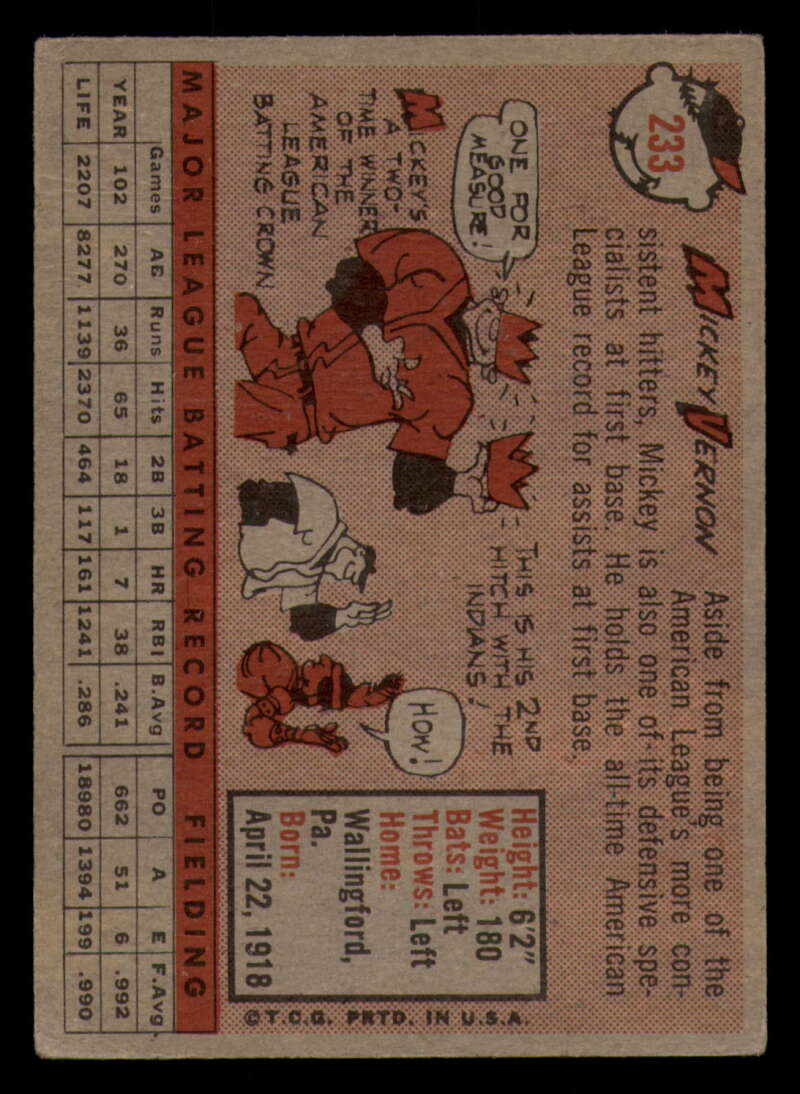 233
MICKEY VERNON
Aside from being one of the
American League's more con-
sistent hitters, Mickey is also one of its defensive spe-
cialists at first base. He holds the all-time American
League record for assists at first base.
ONE FOR
GOOD
MEASURE!
MICKEY'S
A TWO-
TIME WINNER
OF THE
AMERICAN
LEAGUE
BATTING CROWN
THIS IS HIS 2ND
HITCH WITH THE
INDIANS!
HOW!
Height: 6'2"
Weight: 180
Bats: Left
Throws: Left
Home:
Wallingford,
Pa.
Born:
April 22, 1918
© T.C.G. PRTD. IN U.S.A.
MAJOR LEAGUE BATTING RECORD FIELDING
Games AB Runs Hits 2B 3B HR RBI B.Avg PO A E F.Avg.
YEAR 102 270 36 65 18 1 7 38 .241 662 51 6 .992
LIFE 2207 8277 1139 2370 464 117 161 1241 .286 18980 1394 199 .990